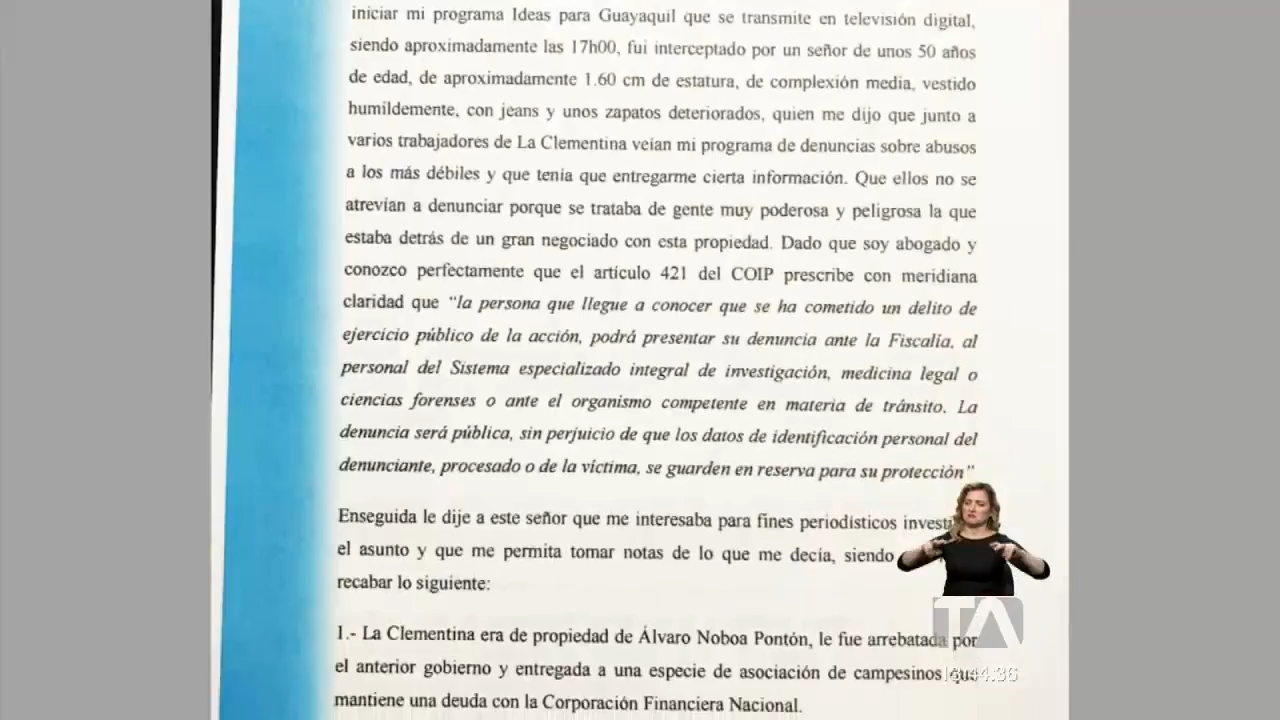 iniciar mi programa Ideas para Guayaquil que se transmite en televisión digital,
siendo aproximadamente las 17h00, fui interceptado por un señor de unos 50 años
de edad, de aproximadamente 1.60 cm de estatura, de complexión media, vestido
humildemente, con jeans y unos zapatos deteriorados, quien me dijo que junto a
varios trabajadores de La Clementina veían mi programa de denuncias sobre abusos
a los más débiles y que tenía que entregarme cierta información. Que ellos no se
atrevían a denunciar porque se trataba de gente muy poderosa y peligrosa la que
estaba detrás de un gran negociado con esta propiedad. Dado que soy abogado y
conozco perfectamente que el artículo 421 del COIP prescribe con meridiana
claridad que "la persona que llegue a conocer que se ha cometido un delito de
ejercicio público de la acción, podrá presentar su denuncia ante la Fiscalía, al
personal del Sistema especializado integral de investigación, medicina legal o
ciencias forenses o ante el organismo competente en materia de tránsito. La
denuncia será pública, sin perjuicio de que los datos de identificación personal del
denunciante, procesado o de la víctima, se guarden en reserva para su protección"
Enseguida le dije a este señor que me interesaba para fines periodísticos
el asunto y que me permita tomar notas de lo que me decía, siendo
recabar lo siguiente:
1.- La Clementina era de propiedad de Álvaro Noboa Pontón, le fue arrebatada por
el anterior gobierno y entregada a una especie de asociación de campesinos que
mantiene una deuda con la Corporación Financiera Nacional.
TA
13:44:36